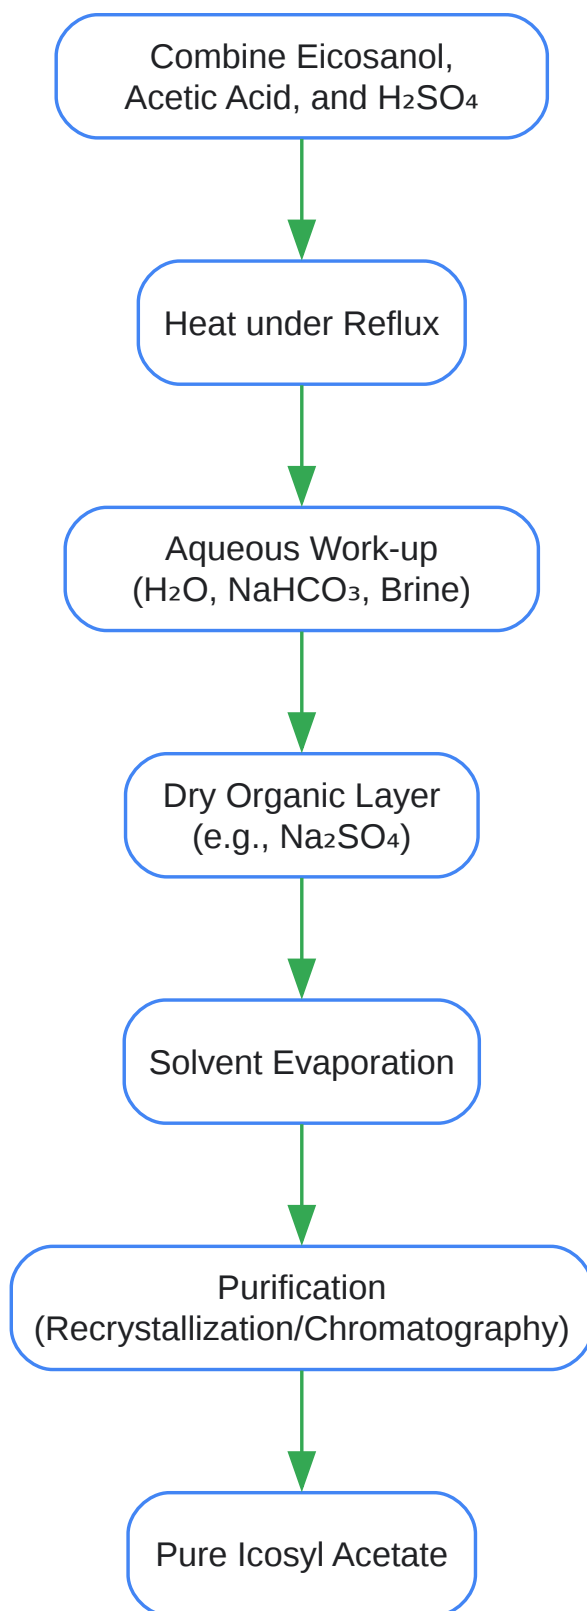 Combine Eicosanol,
Acetic Acid, and H₂SO₄
Heat under Reflux
Aqueous Work-up
(H₂O, NaHCO₃, Brine)
Dry Organic Layer
(e.g., Na₂SO₄)
Solvent Evaporation
Purification
(Recrystallization/Chromatography)
Pure Icosyl Acetate